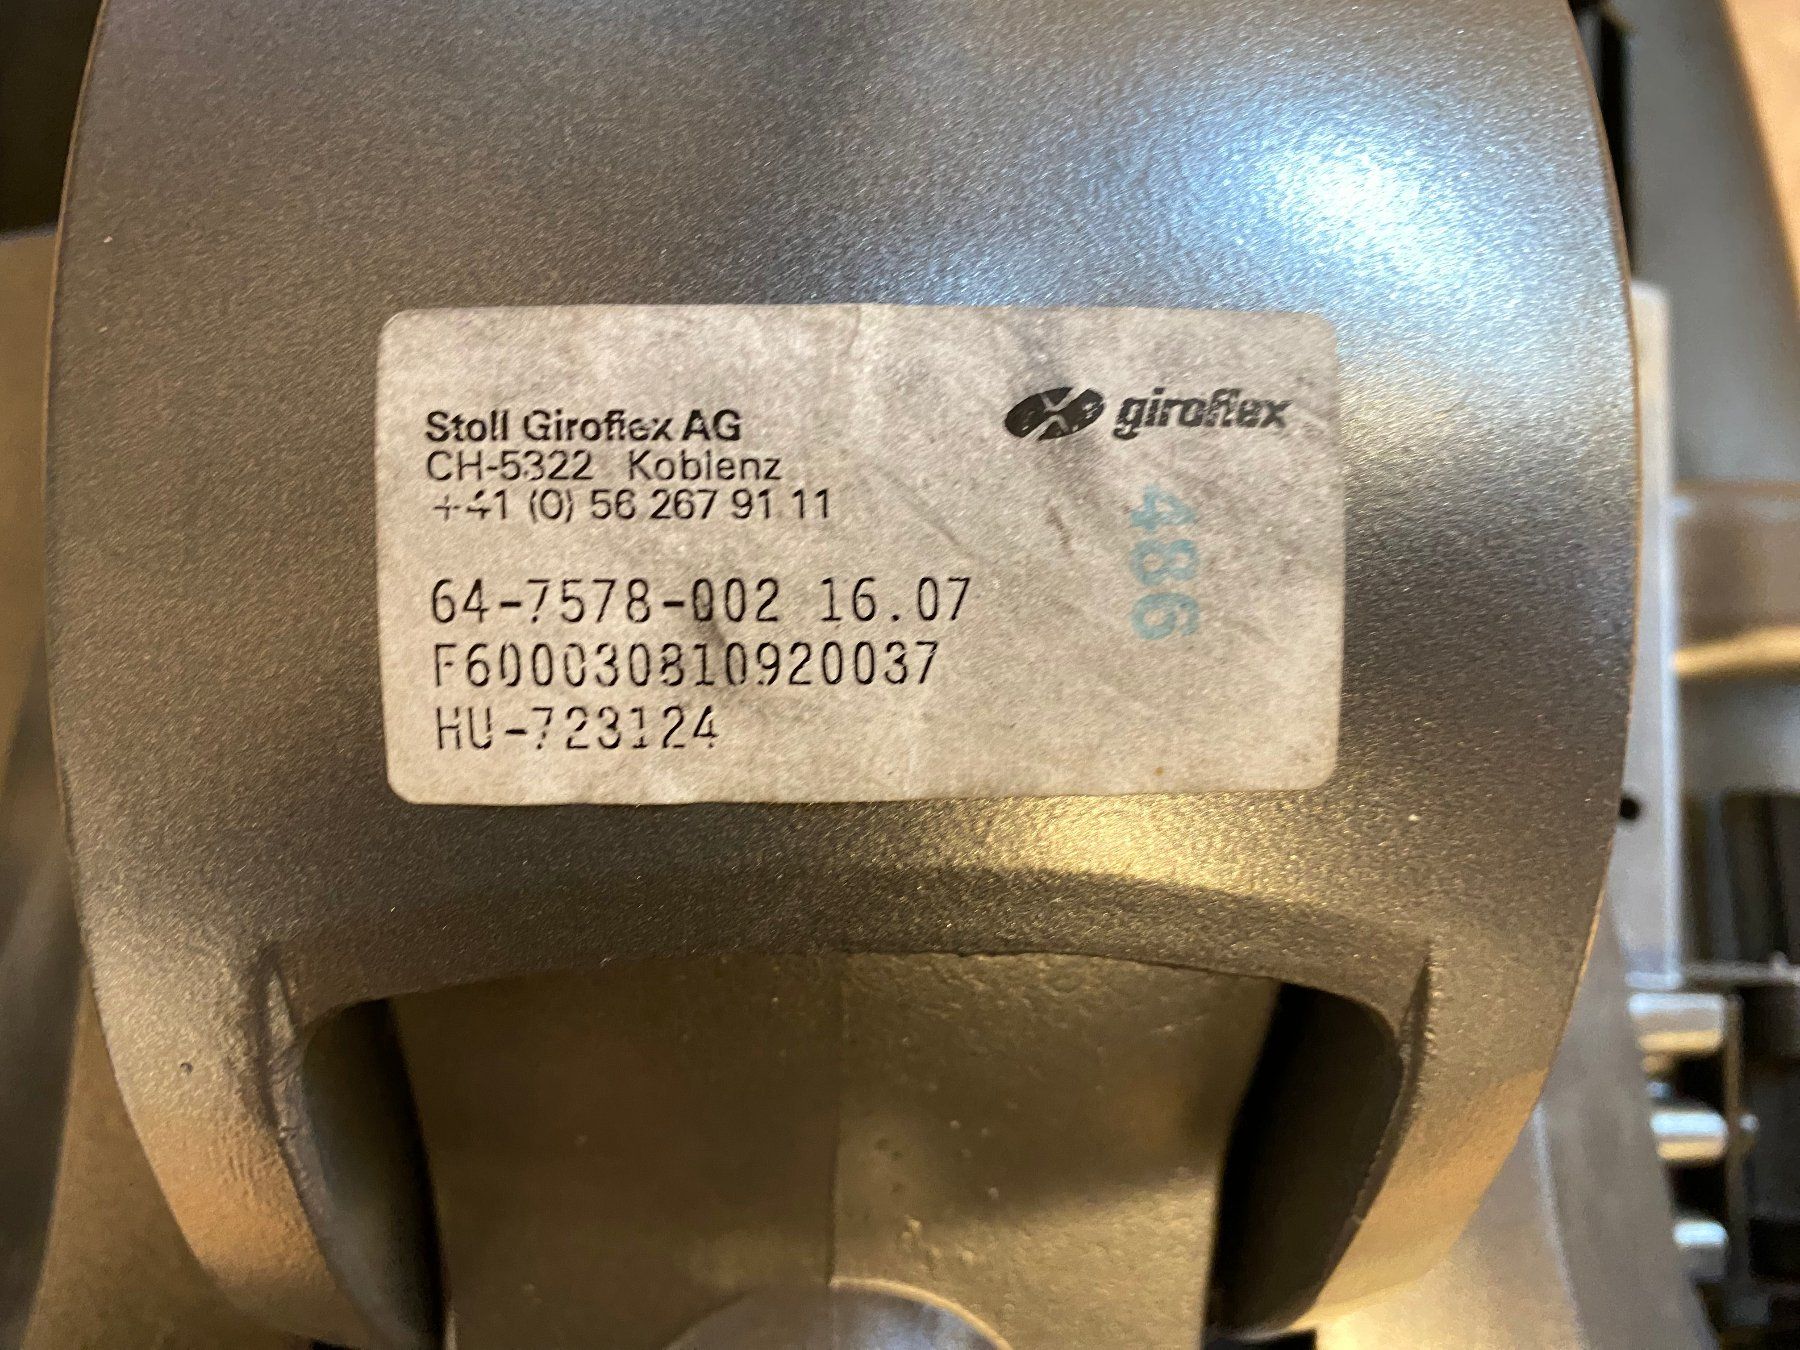 Stoll Giroflex AG
CH-5322 Koblenz
+41 (0) 56 267 91 11
giroflex
486
64-7578-002 16.07
F600030810920037
HU-723124